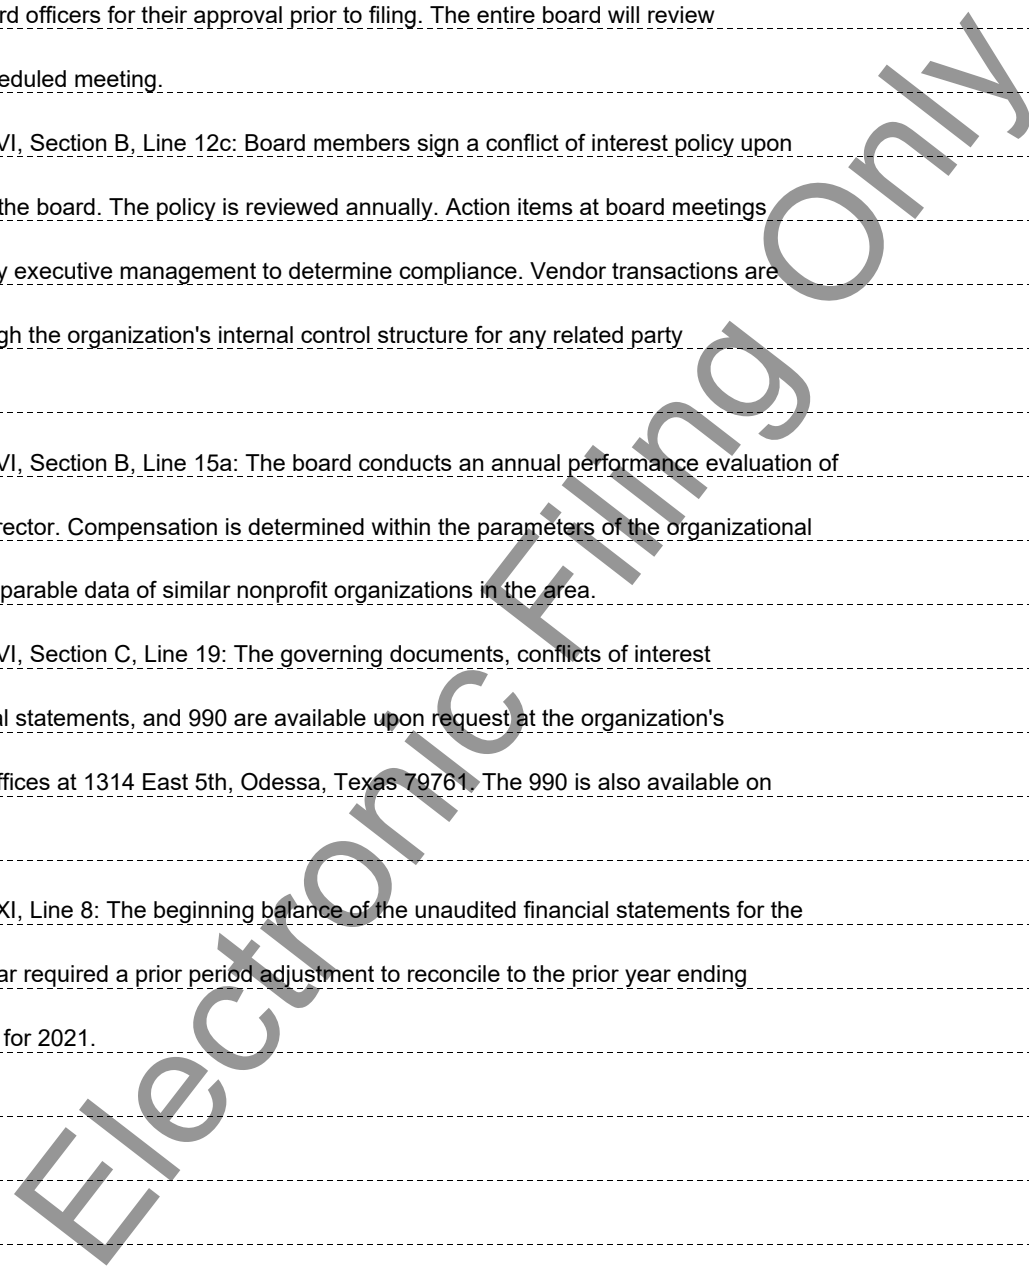 rd officers for their approval prior to filing. The entire board will review
eduled meeting.
VI, Section B, Line 12c: Board members sign a conflict of interest policy upon
the board. The policy is reviewed annually. Action items at board meetings
y executive management to determine compliance. Vendor transactions are
gh the organization's internal control structure for any related party
VI, Section B, Line 15a: The board conducts an annual performance evaluation of
rector. Compensation is determined within the parameters of the organizational
parable data of similar nonprofit organizations in the area.
VI, Section C, Line 19: The governing documents, conflicts of interest
al statements, and 990 are available upon request at the organization's
ffices at 1314 East 5th, Odessa, Texas 79761. The 990 is also available on
XI, Line 8: The beginning balance of the unaudited financial statements for the
ar required a prior period adjustment to reconcile to the prior year ending
for 2021.
Electronic Filing Only